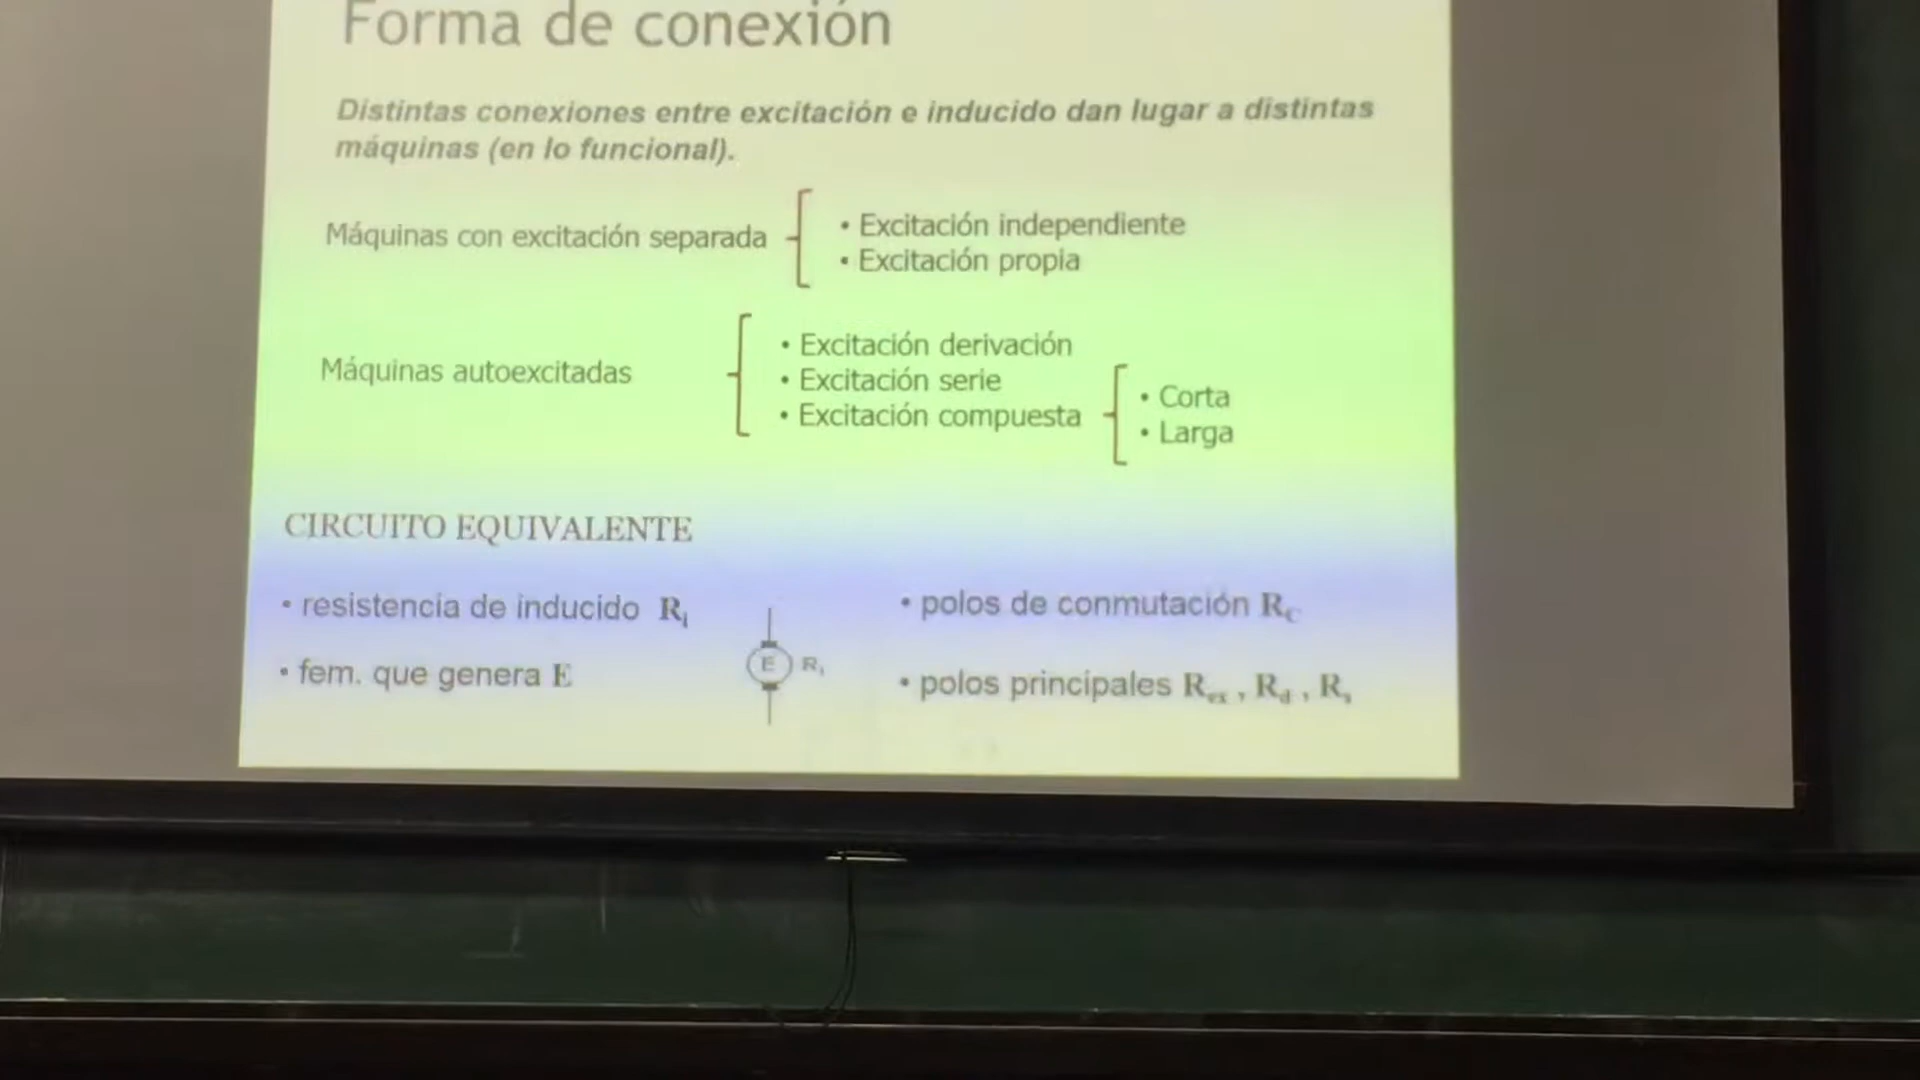 Forma de conexión
Distintas conexiones entre excitación e inducido dan lugar a distintas
máquinas (en lo funcional).
Máquinas con excitación separada
• Excitación independiente
• Excitación propia
Máquinas autoexcitadas
• Excitación derivación
• Excitación serie
• Excitación compuesta
• Corta
• Larga
CIRCUITO EQUIVALENTE
• resistencia de inducido Ri
• fem. que genera E
E Ri
• polos de conmutación RC
• polos principales Rex , Rd , Rs